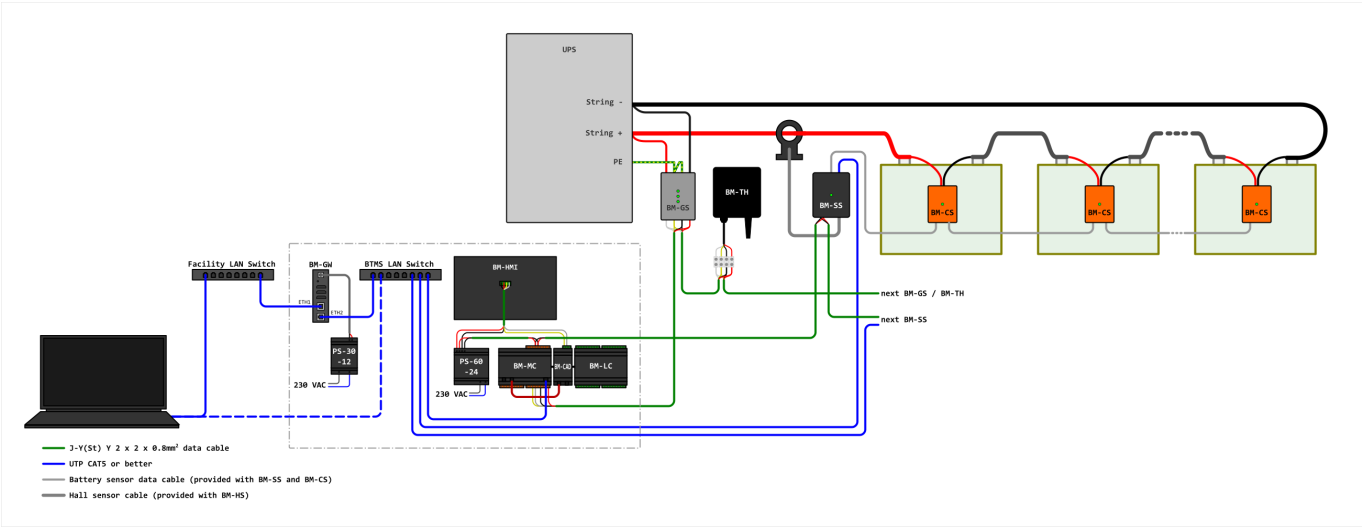 UPS
String -
String +
PE
BM-GS
BM-TH
BM-SS
BM-CS
BM-CS
BM-CS
Facility LAN Switch
BM-GW
BTMS LAN Switch
BM-HMI
ETH1
ETH2
next BM-GS / BM-TH
next BM-SS
PS-30
-12
230 VAC
PS-60
-24
230 VAC
BM-MC
BM-CAD
BM-LC
J-Y(St) Y 2 x 2 x 0.8mm² data cable
UTP CAT5 or better
Battery sensor data cable (provided with BM-SS and BM-CS)
Hall sensor cable (provided with BM-HS)